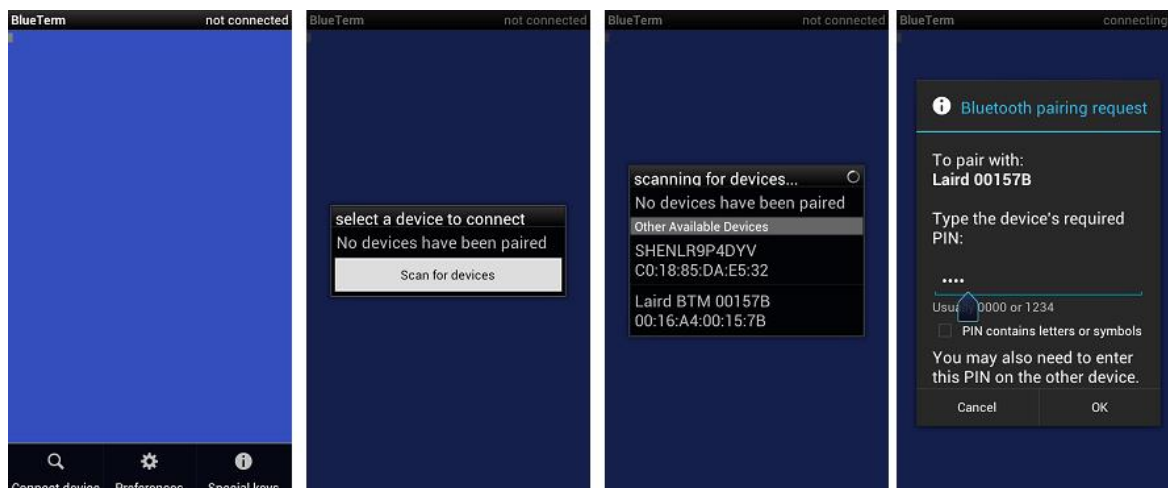 BlueTerm not connected
Connect device Preferences Special keys
BlueTerm not connected
select a device to connect
No devices have been paired
Scan for devices
BlueTerm not connected
scanning for devices...
No devices have been paired
Other Available Devices
SHENLR9P4DYV
C0:18:85:DA:E5:32
Laird BTM 00157B
00:16:A4:00:15:7B
BlueTerm connecting
Bluetooth pairing request
To pair with:
Laird 00157B
Type the device's required
PIN:
....
0000 or 1234
PIN contains letters or symbols
You may also need to enter
this PIN on the other device.
Cancel OK